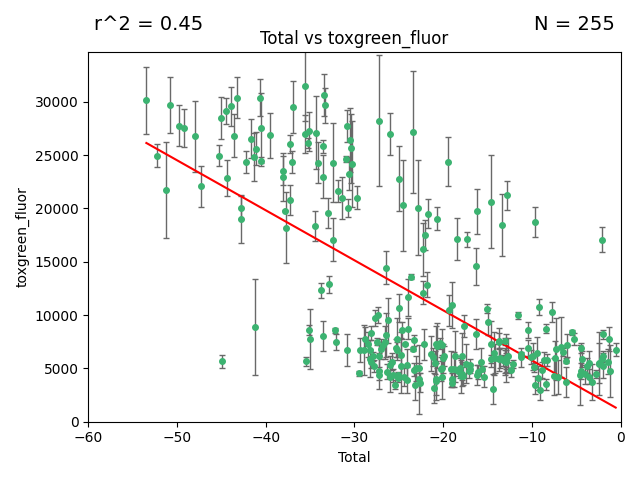 r^2 = 0.45
N = 255
Total vs toxgreen_fluor
toxgreen_fluor
30000
25000
20000
15000
10000
5000
0
−60
−50
−40
−30
−20
−10
0
Total